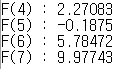 F(4) : 2.27083
F(5) : -0.1875
F(6) : 5.78472
F(7) : 9.97743